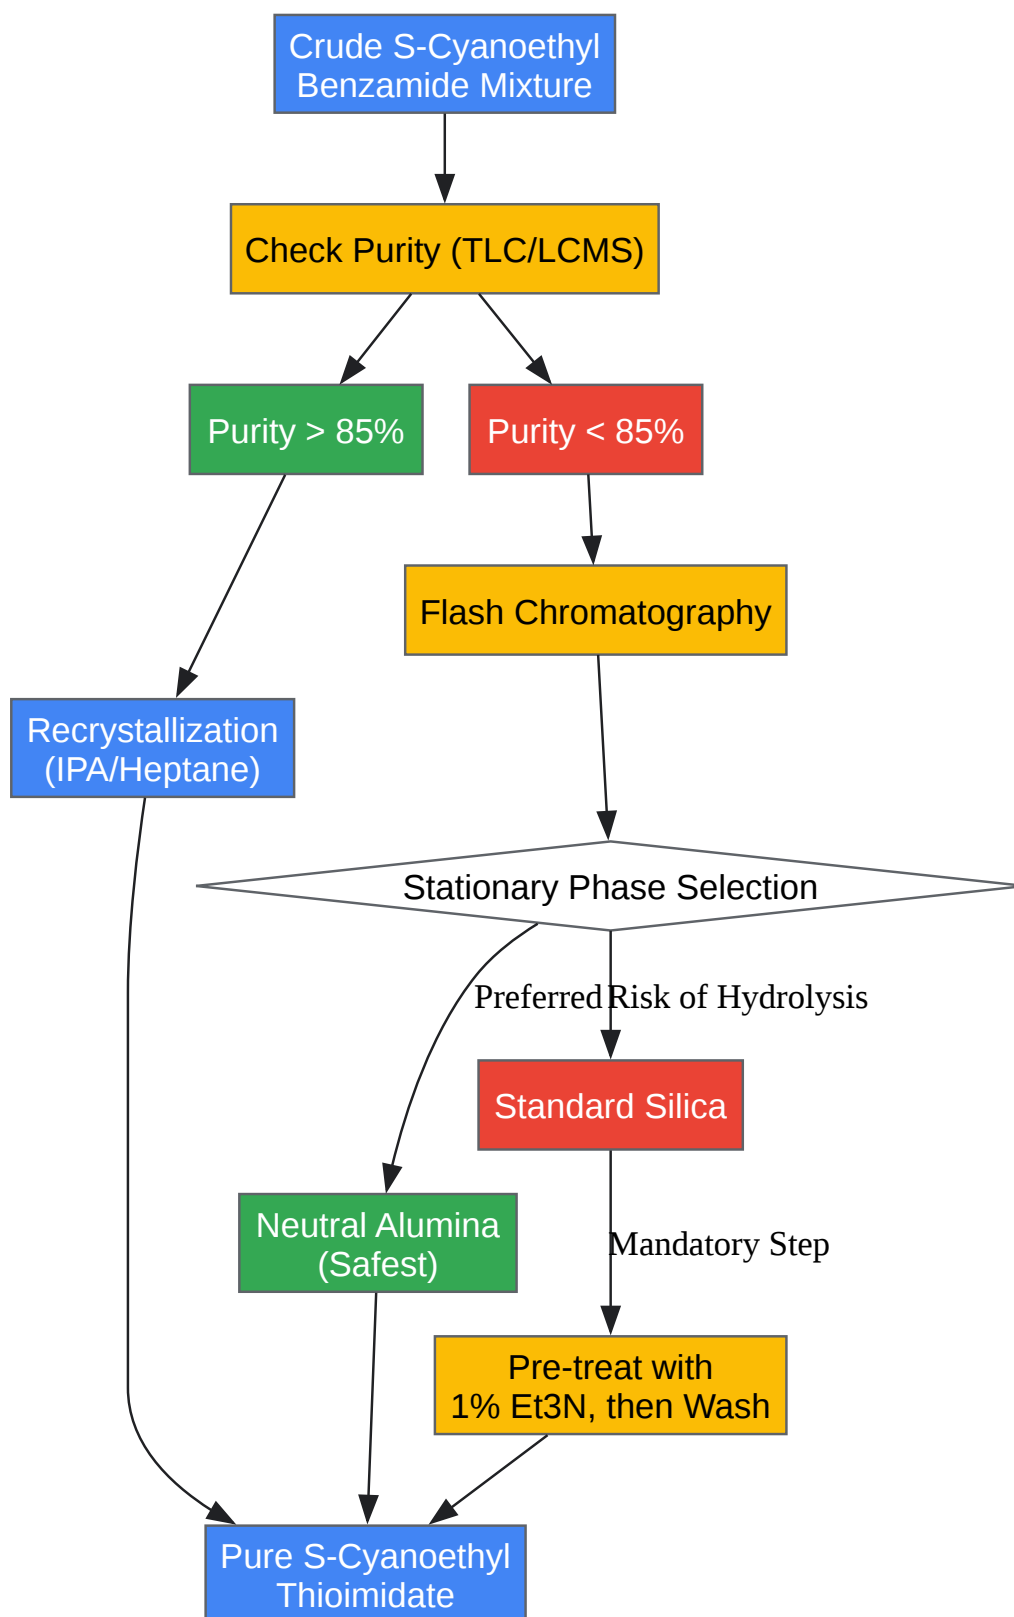 Crude S-Cyanoethyl
Benzamide Mixture
Check Purity (TLC/LCMS)
Purity > 85%
Purity < 85%
Flash Chromatography
Recrystallization
(IPA/Heptane)
Stationary Phase Selection
Preferred
Risk of Hydrolysis
Standard Silica
Neutral Alumina
(Safest)
Mandatory Step
Pre-treat with
1% Et3N, then Wash
Pure S-Cyanoethyl
Thioimidate